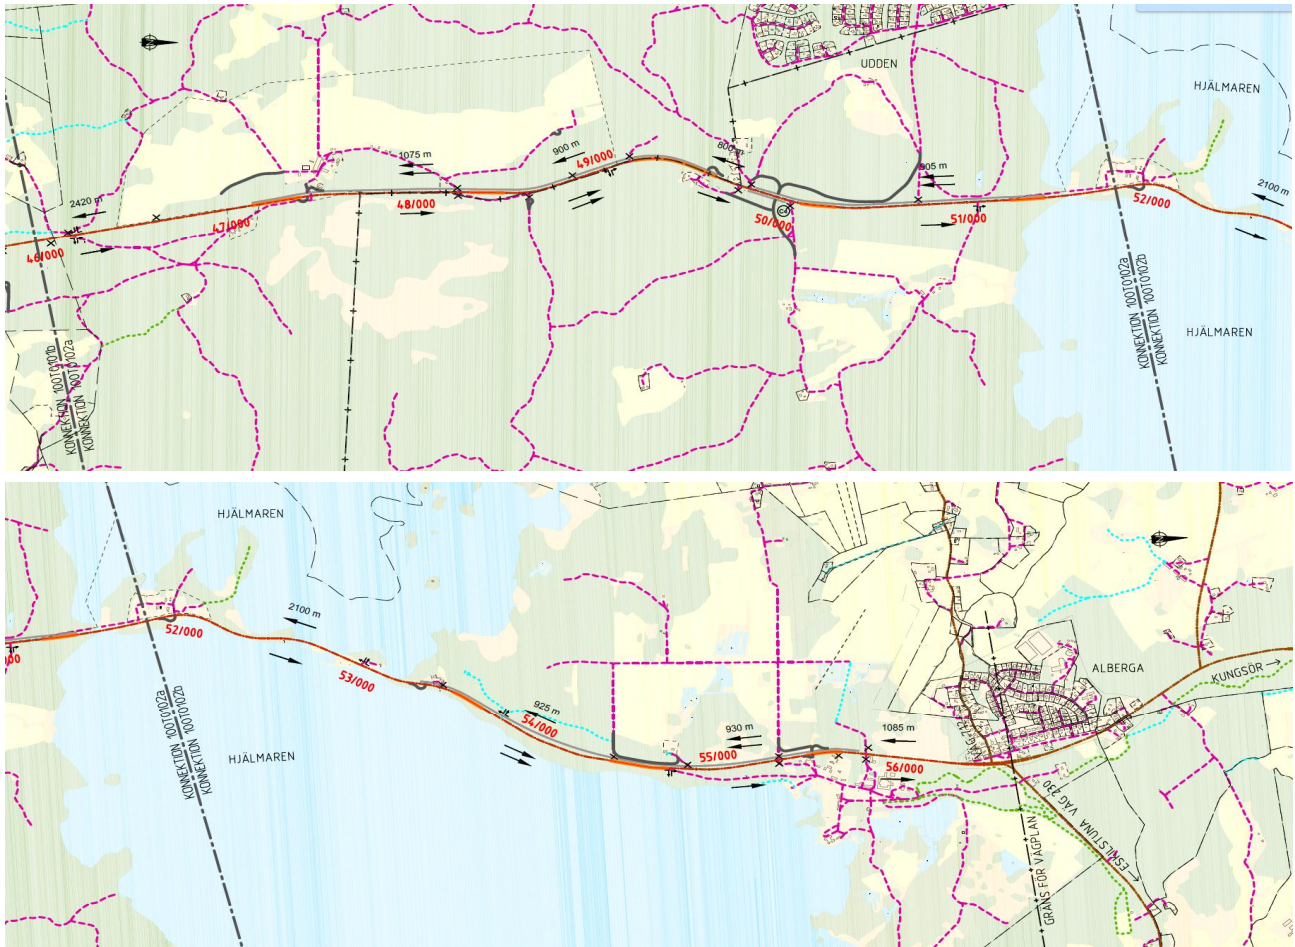 UDDEN
HJÄLMAREN
1075 m
900 m
49/000
800 m
905 m
2100 m
2420 m
48/000
47/000
50/000
51/000
52/000
46/000
KONNEKTION 100T0101b
KONNEKTION 100T0102a
KONNEKTION 100T0102a
KONNEKTION 100T0102b
HJÄLMAREN
HJÄLMAREN
2100 m
52/000
000
53/000
925 m
54/000
930 m
55/000
1085 m
56/000
ALBERGA
KUNGSÖR →
KONNEKTION 100T0102a
KONNEKTION 100T0102b
HJÄLMAREN
ESKILSTUNA VÄG 230
GRÄNS FÖR VÄGPLAN